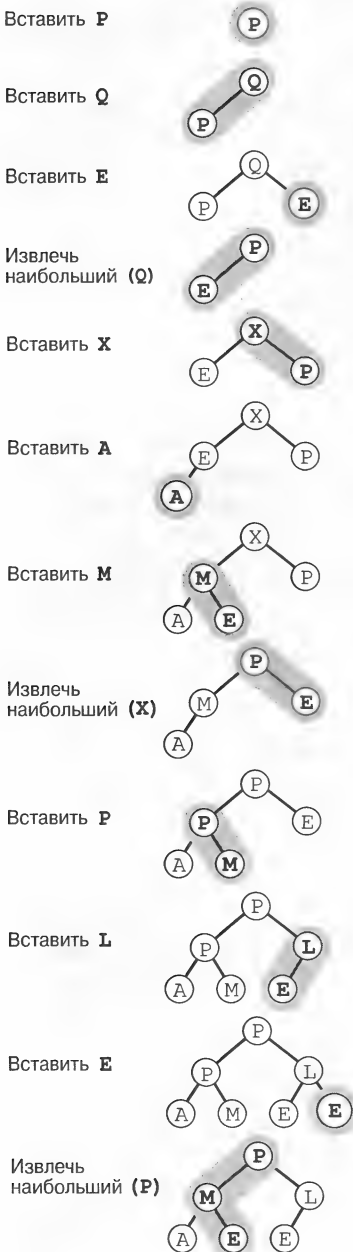 Вставить P
P
Вставить Q
Q
P
Вставить E
Q
P E
Извлечь
наибольший (Q)
P
E
Вставить X
X
E P
Вставить A
X
E P
A
Вставить M
X
M P
A E
Извлечь
наибольший (X)
P
M E
A
Вставить P
P
P E
A M
Вставить L
P
P L
A M E
Вставить E
P
P L
A M E E
Извлечь
наибольший (P)
P
M L
A E E